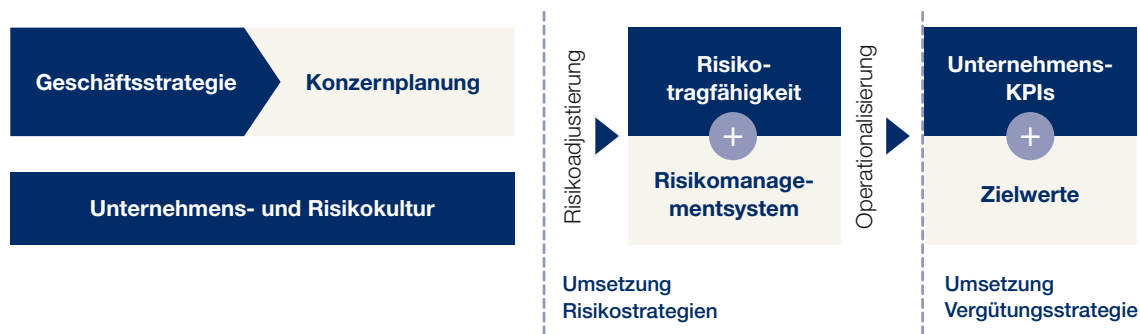 Geschäftsstrategie
Konzernplanung
Unternehmens- und Risikokultur
Risikoadjustierung
Risiko-
tragfähigkeit
+
Risikomanage-
mentsystem
Umsetzung
Risikostrategien
Operationalisierung
Unternehmens-
KPIs
+
Zielwerte
Umsetzung
Vergütungsstrategie